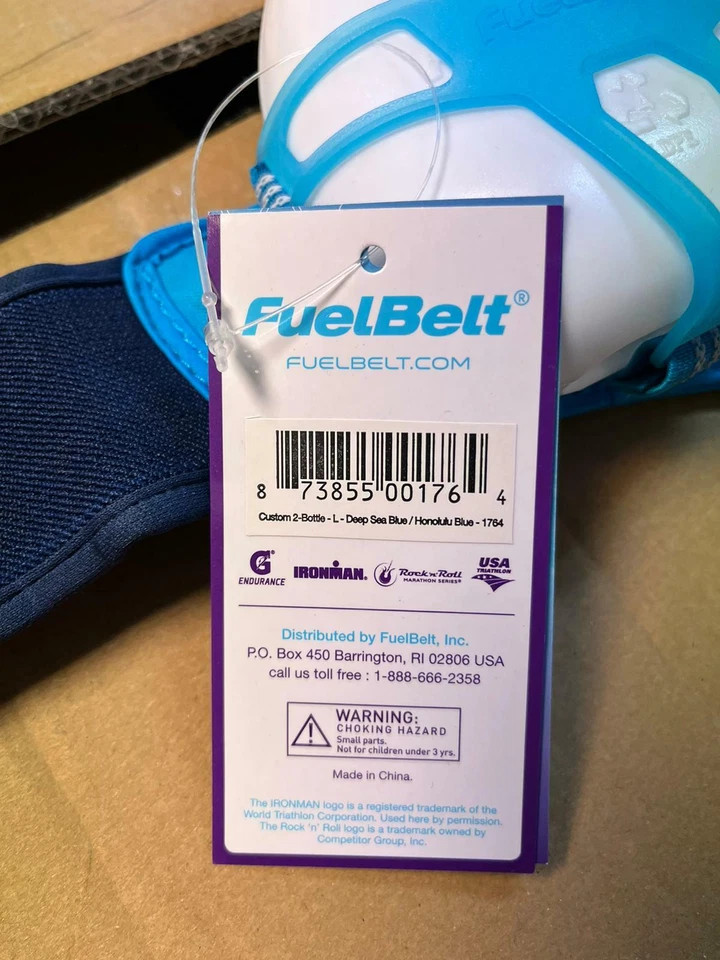 FuelBelt
FuelBelt®
FUELBELT.COM
8 73855 00176 4
Custom 2-Bottle - L - Deep Sea Blue / Honolulu Blue - 1764
G ENDURANCE
IRONMAN®
Rock 'n' Roll
MARATHON SERIES®
USA
TRIATHLON
Distributed by FuelBelt, Inc.
P.O. Box 450 Barrington, RI 02806 USA
call us toll free : 1-888-666-2358
WARNING:
CHOKING HAZARD
Small parts.
Not for children under 3 yrs.
Made in China.
The IRONMAN logo is a registered trademark of the
World Triathlon Corporation. Used here by permission.
The Rock 'n' Roll logo is a trademark owned by
Competitor Group, Inc.